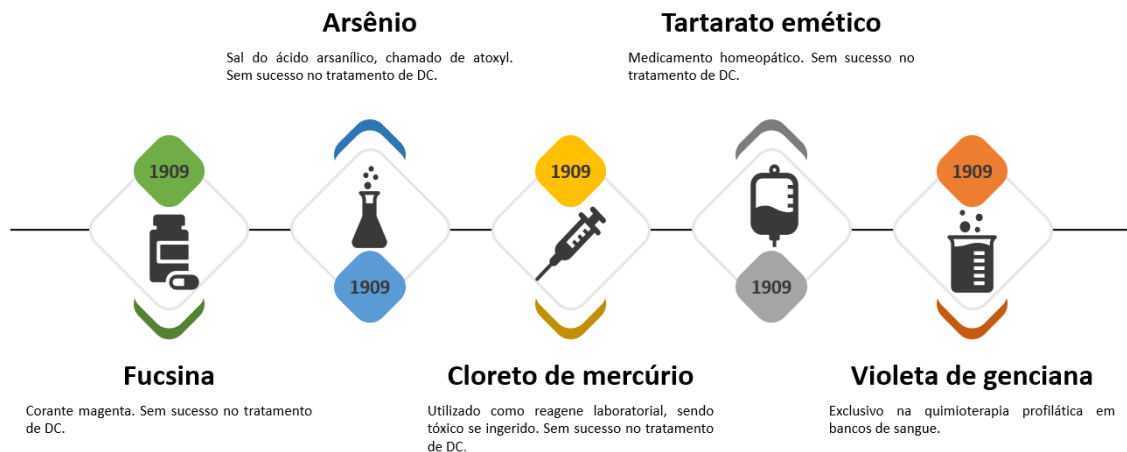 Arsênio
Sal do ácido arsanílico, chamado de atoxyl.
Sem sucesso no tratamento de DC.
Tartarato emético
Medicamento homeopático. Sem sucesso no
tratamento de DC.
1909
1909
1909
1909
1909
Fucsina
Corante magenta. Sem sucesso no tratamento
de DC.
Cloreto de mercúrio
Utilizado como reagene laboratorial, sendo
tóxico se ingerido. Sem sucesso no tratamento
de DC.
Violeta de genciana
Exclusivo na quimioterapia profilática em
bancos de sangue.